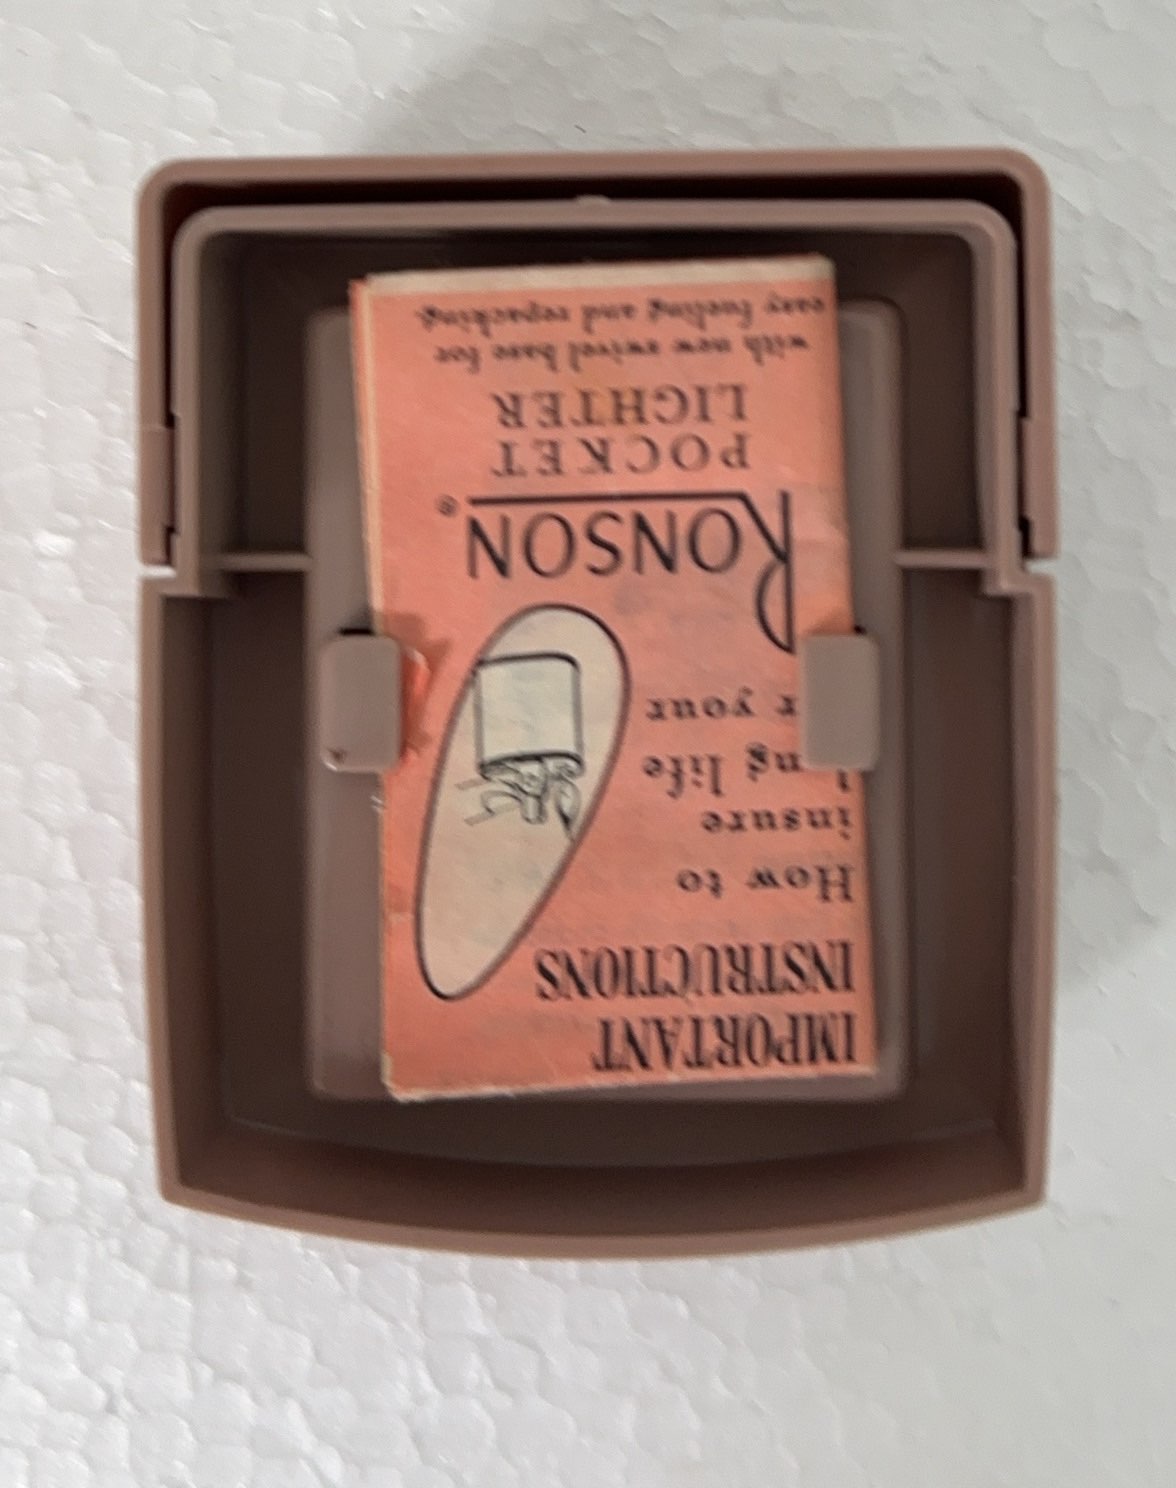 IMPORTANT
INSTRUCTIONS
How to
insure
l ng life
r your
RONSON®
POCKET
LIGHTER
with new swivel base for
easy fueling and repacking.